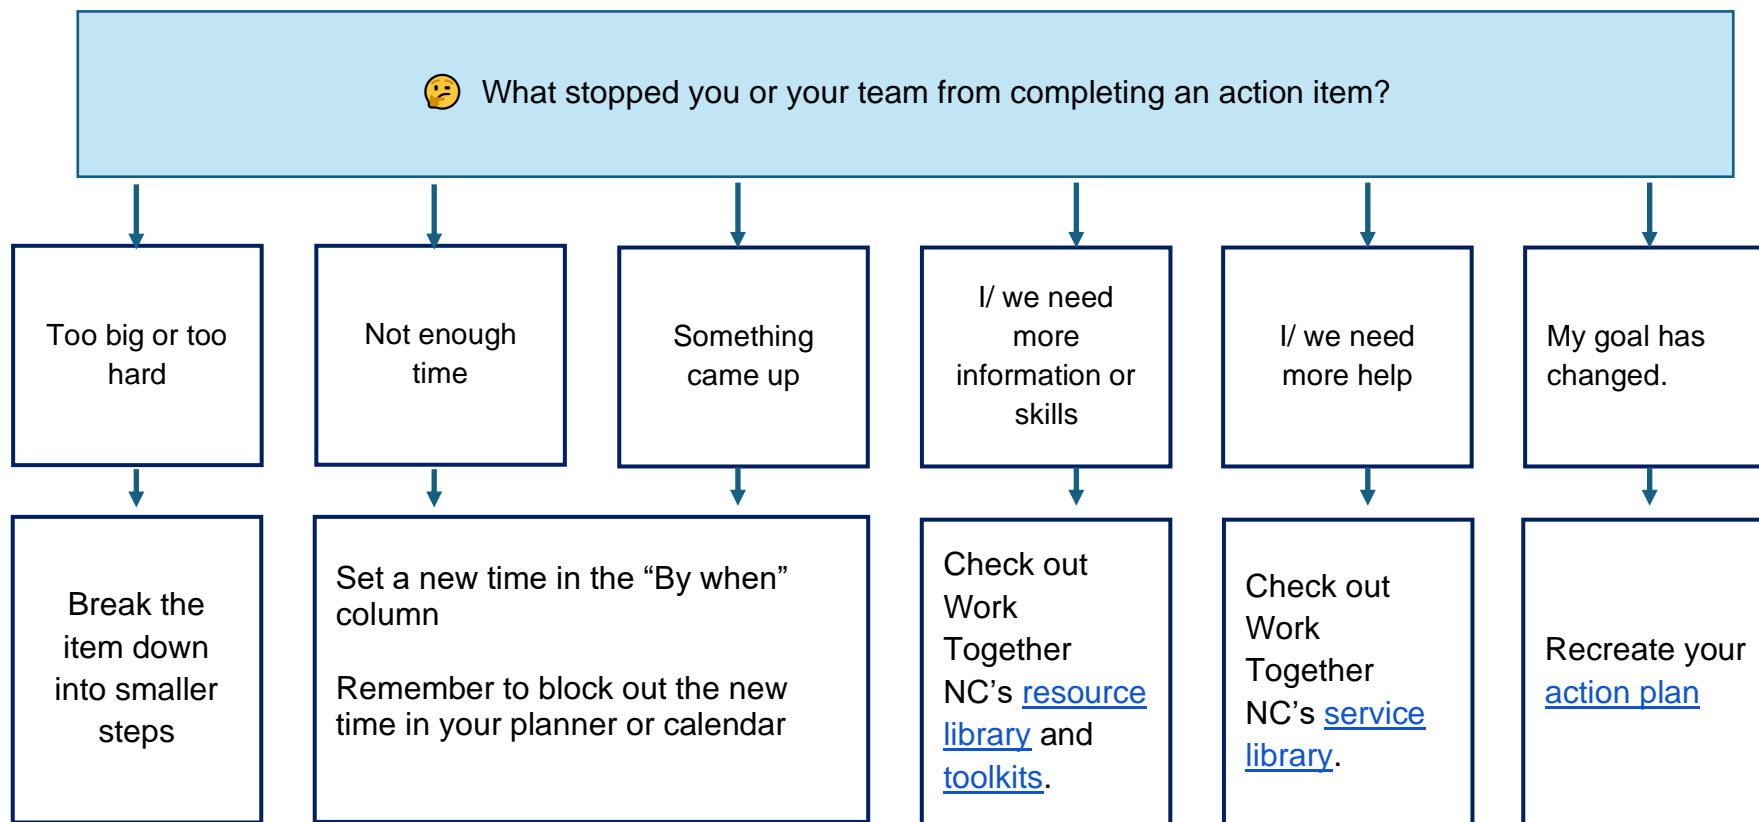 🤔 What stopped you or your team from completing an action item?
Too big or too
hard
Not enough
time
Something
came up
I/ we need
more
information or
skills
I/ we need
more help
My goal has
changed.
Break the
item down
into smaller
steps
Set a new time in the “By when”
column
Remember to block out the new
time in your planner or calendar
Check out
Work
Together
NC’s resource
library and
toolkits.
Check out
Work
Together
NC’s service
library.
Recreate your
action plan